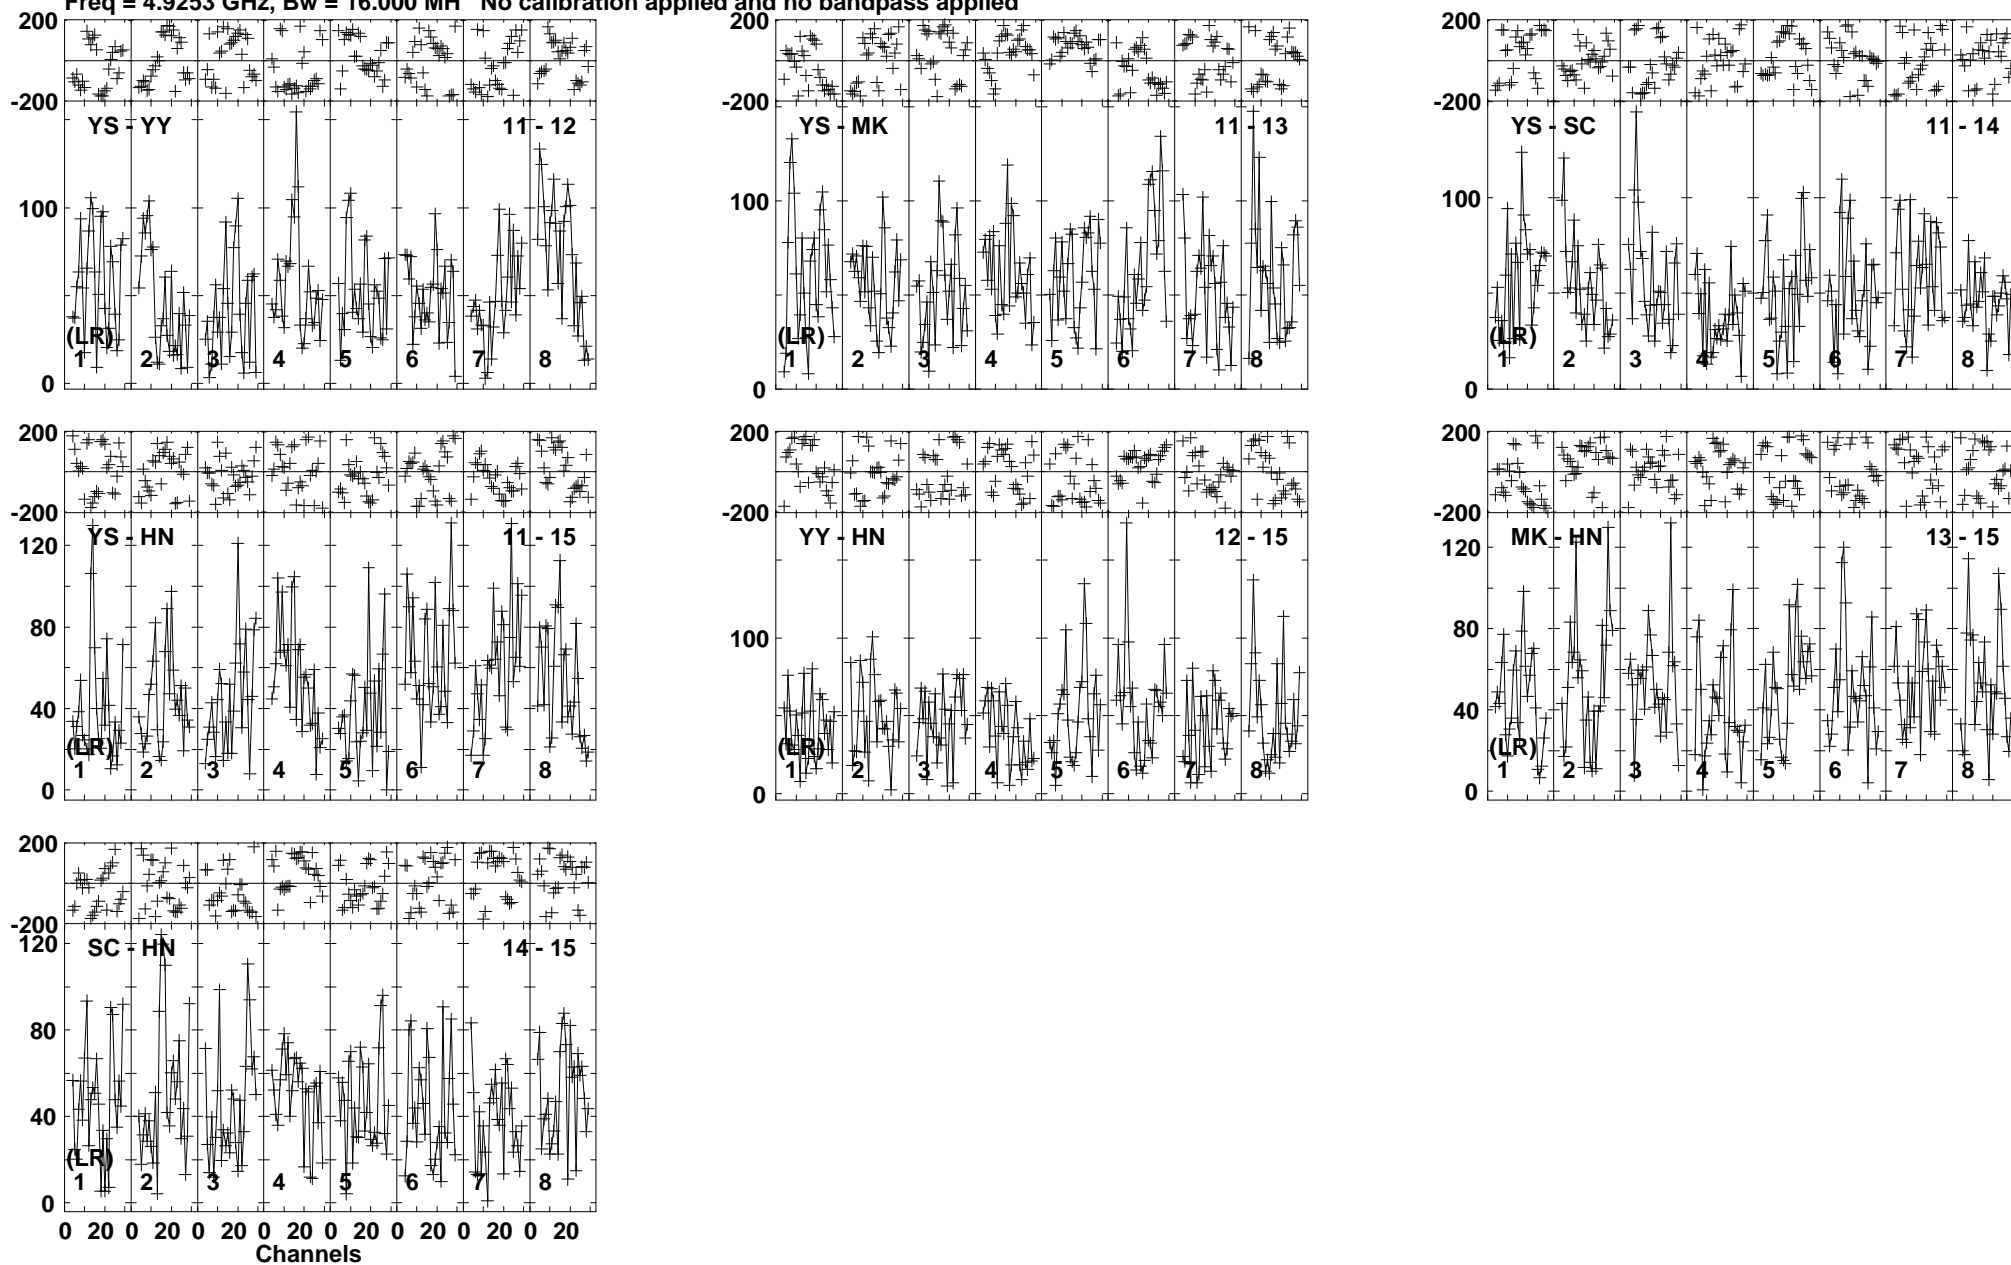 Freq = 4.9253 GHz, Bw = 16.000 MH No calibration applied and no bandpass applied
200 200 200
-200 -200 -200
YS - YY 11 - 12 YS - MK 11 - 13 YS - SC 11 - 14
100 100 100
(LR) (LR) (LR)
1 2 3 4 5 6 7 8 1 2 3 4 5 6 7 8 1 2 3 4 5 6 7 8
0 0 0
200 200 200
-200 -200 -200
YS - HN 11 - 15 YY - HN 12 - 15 MK - HN 13 - 15
120 120
100
80 80
40 40
(LR) (LR) (LR)
1 2 3 4 5 6 7 8 1 2 3 4 5 6 7 8 1 2 3 4 5 6 7 8
0 0 0
200
-200
120 SC - HN 14 - 15
80
40
(LR)
1 2 3 4 5 6 7 8
0
0 20 0 20 0 20 0 20 0 20 0 20 0 20 0 20
Channels